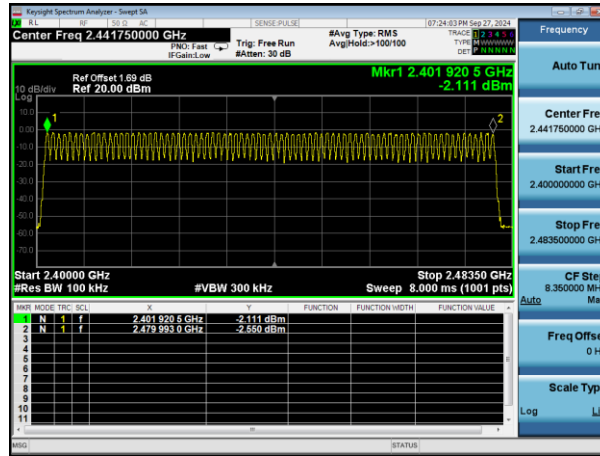 Keysight Spectrum Analyzer - Swept SA
RL RF 50 Ω AC SENSE:PULSE 07:24:03 PM Sep 27, 2024
Center Freq 2.441750000 GHz
PNO: Fast
IFGain:Low
Trig: Free Run
#Atten: 30 dB
#Avg Type: RMS
Avg|Hold:>100/100
TRACE 1 2 3 4 5 6
TYPE M W W W W W
DET P N N N N N
Frequency
Ref Offset 1.69 dB
10 dB/div Ref 20.00 dBm
Log
Mkr1 2.401 920 5 GHz
-2.111 dBm
10.0
0.00
-10.0
-20.0
-30.0
-40.0
-50.0
-60.0
-70.0
1
2
Start 2.40000 GHz Stop 2.48350 GHz
#Res BW 100 kHz #VBW 300 kHz Sweep 8.000 ms (1001 pts)
MKR MODE TRC SCL X Y FUNCTION FUNCTION WIDTH FUNCTION VALUE
1 N 1 f 2.401 920 5 GHz -2.111 dBm
2 N 1 f 2.479 993 0 GHz -2.550 dBm
3
4
5
6
7
8
9
10
11
MSG STATUS
Auto Tun
Center Fre
2.441750000 GH
Start Fre
2.400000000 GH
Stop Fre
2.483500000 GH
CF Ste
8.350000 MH
Auto Ma
Freq Offse
0 H
Scale Typ
Log Li